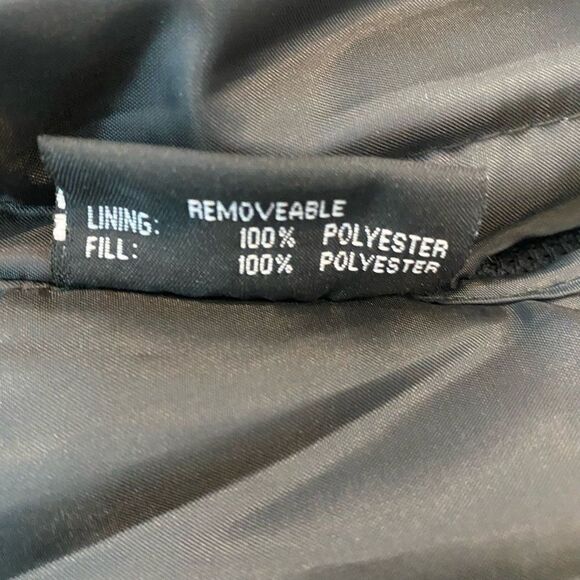 REMOVEABLE
LINING: 100% POLYESTER
FILL: 100% POLYESTER